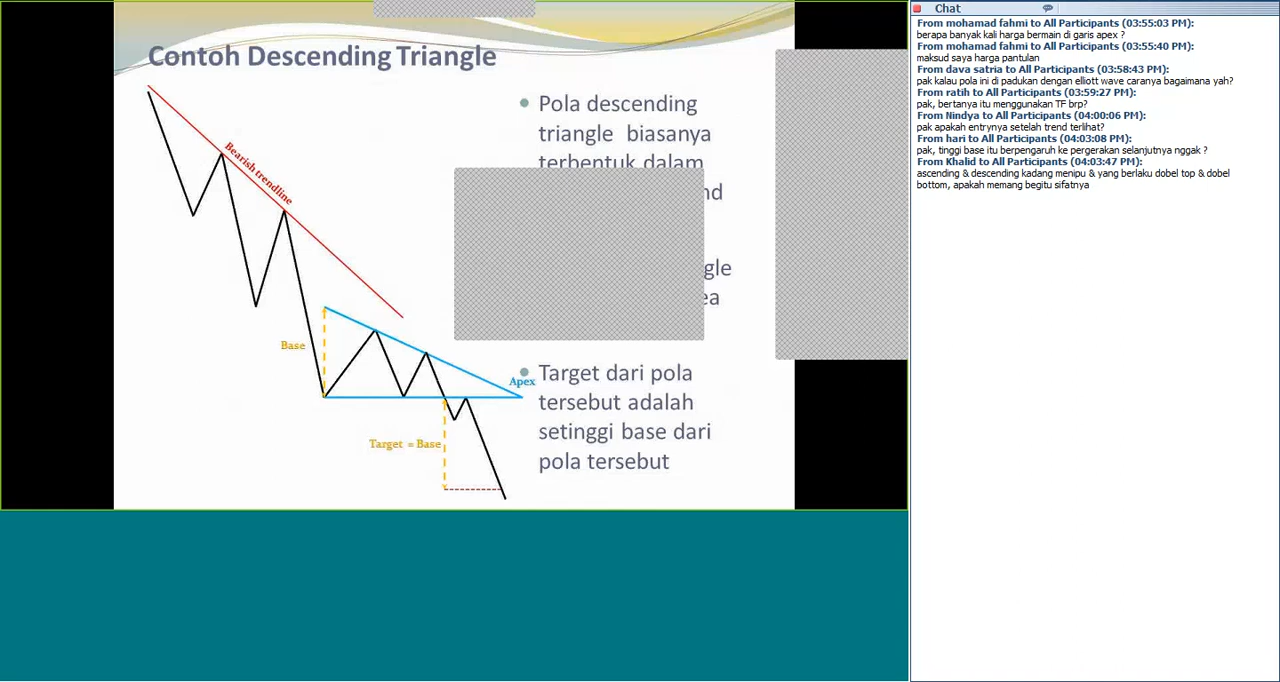 Contoh Descending Triangle
Pola descending
triangle biasanya
terbentuk dalam
Target dari pola
tersebut adalah
setinggi base dari
pola tersebut
Bearish trendline
Base
Apex
Target = Base
Chat
From mohamad fahmi to All Participants (03:55:03 PM):
berapa banyak kali harga bermain di garis apex ?
From mohamad fahmi to All Participants (03:55:40 PM):
maksud saya harga pantulan
From dava satria to All Participants (03:58:43 PM):
pak kalau pola ini di padukan dengan elliott wave caranya bagaimana yah?
From ratih to All Participants (03:59:27 PM):
pak, bertanya itu menggunakan TF brp?
From Nindya to All Participants (04:00:06 PM):
pak apakah entrynya setelah trend terlihat?
From hari to All Participants (04:03:08 PM):
pak, tinggi base itu berpengaruh ke pergerakan selanjutnya nggak ?
From Khalid to All Participants (04:03:47 PM):
ascending & descending kadang menipu & yang berlaku dobel top & dobel
bottom, apakah memang begitu sifatnya